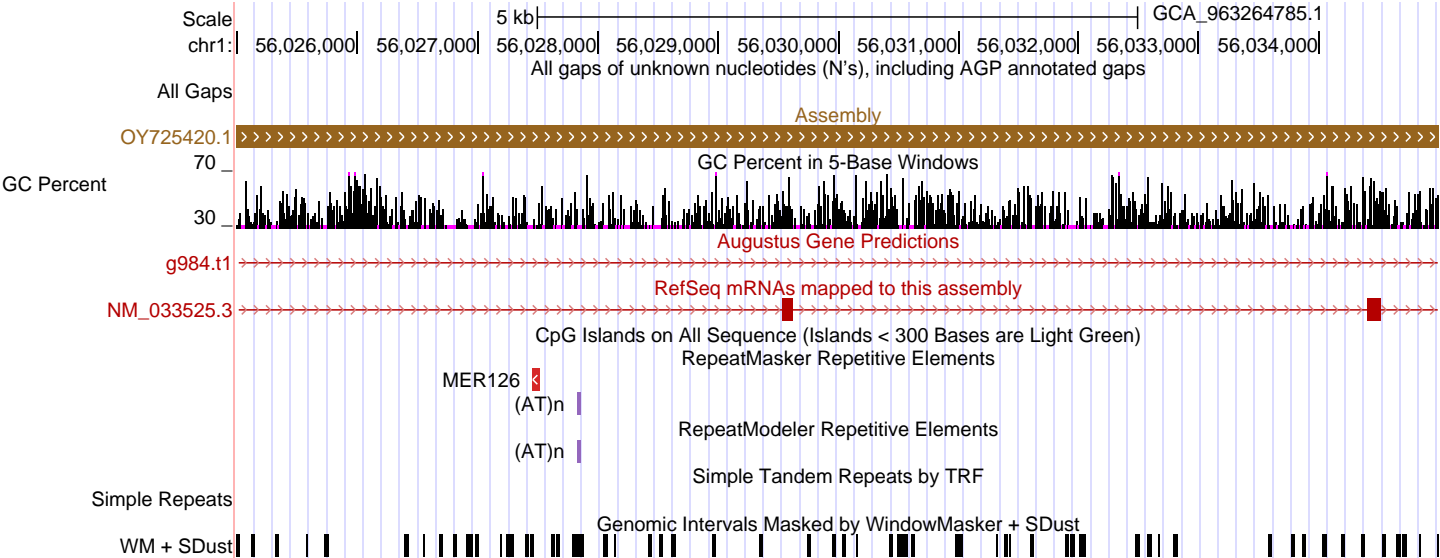 Scale 5 kb GCA_963264785.1
chr1: 56,026,000 56,027,000 56,028,000 56,029,000 56,030,000 56,031,000 56,032,000 56,033,000 56,034,000
All gaps of unknown nucleotides (N's), including AGP annotated gaps
All Gaps
Assembly
OY725420.1
GC Percent in 5-Base Windows
70
GC Percent
30
Augustus Gene Predictions
g984.t1
RefSeq mRNAs mapped to this assembly
NM_033525.3
CpG Islands on All Sequence (Islands < 300 Bases are Light Green)
RepeatMasker Repetitive Elements
MER126
(AT)n
RepeatModeler Repetitive Elements
(AT)n
Simple Tandem Repeats by TRF
Simple Repeats
Genomic Intervals Masked by WindowMasker + SDust
WM + SDust